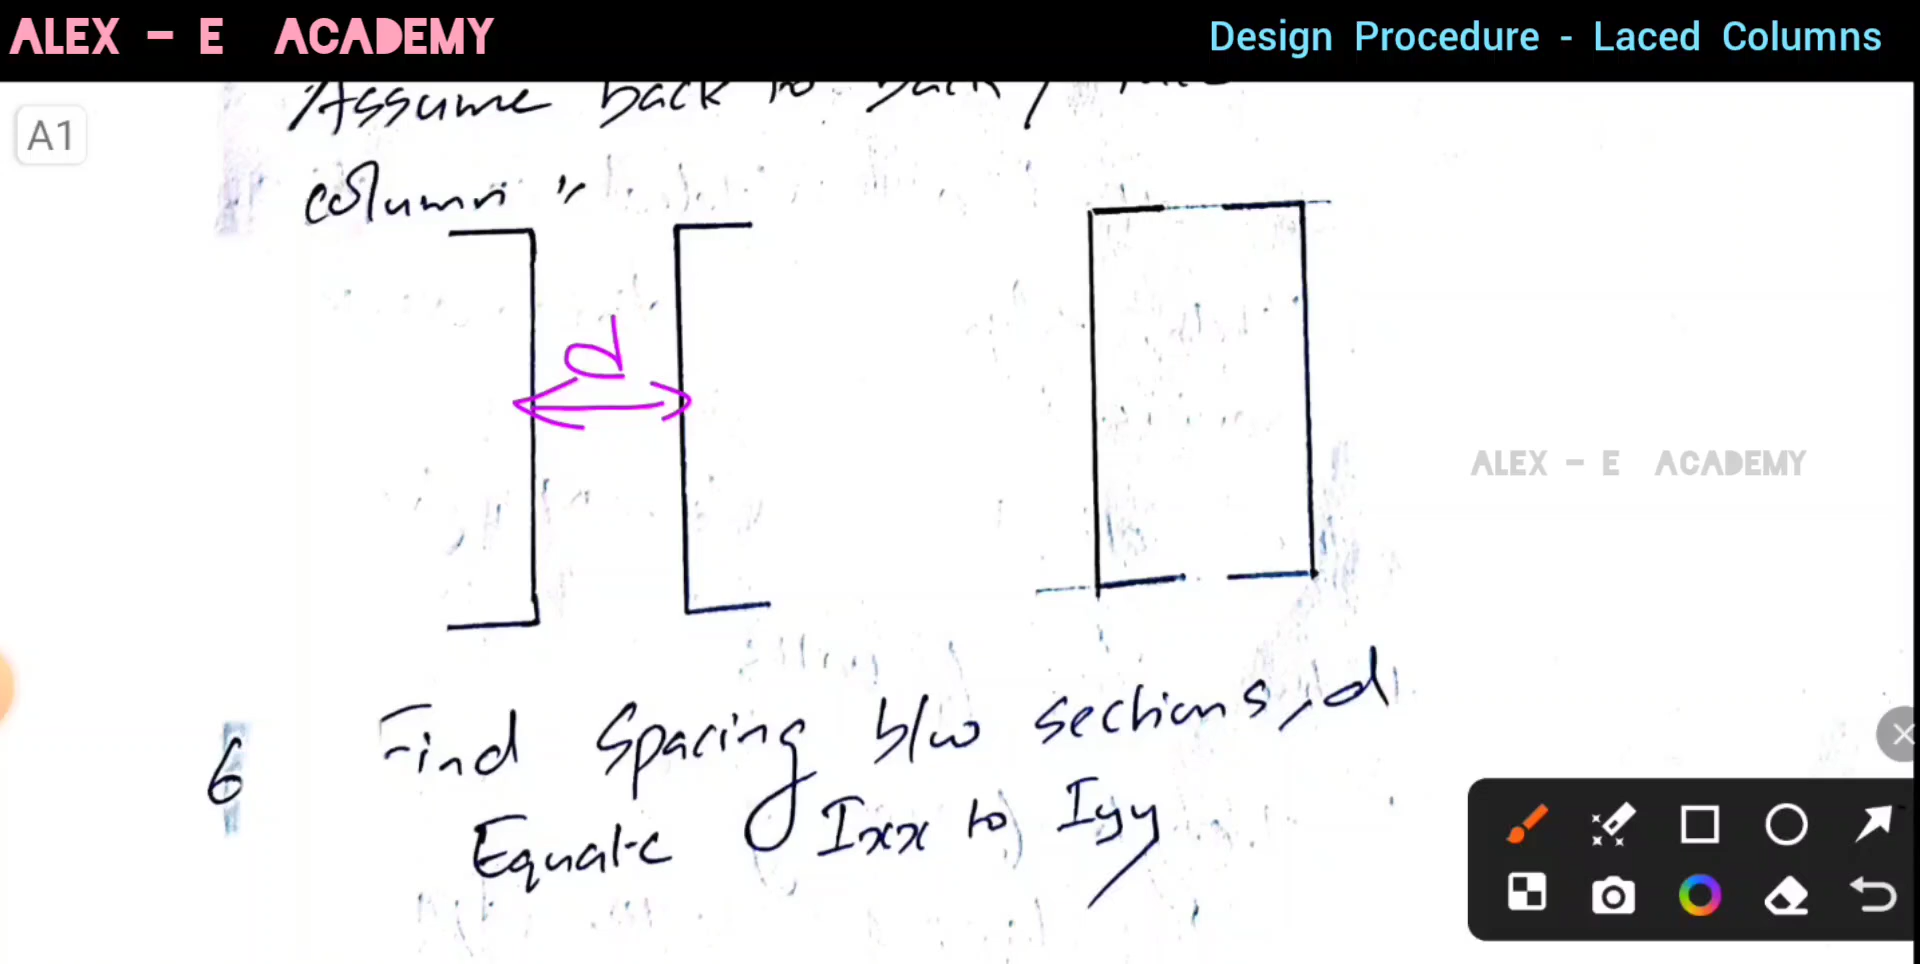 ALEX - E ACADEMY
Design Procedure - Laced Columns
A1
Assume back to back /
column
d
ALEX - E ACADEMY
6 Find Spacing b/w sections, d
Equate Ixx to Iyy